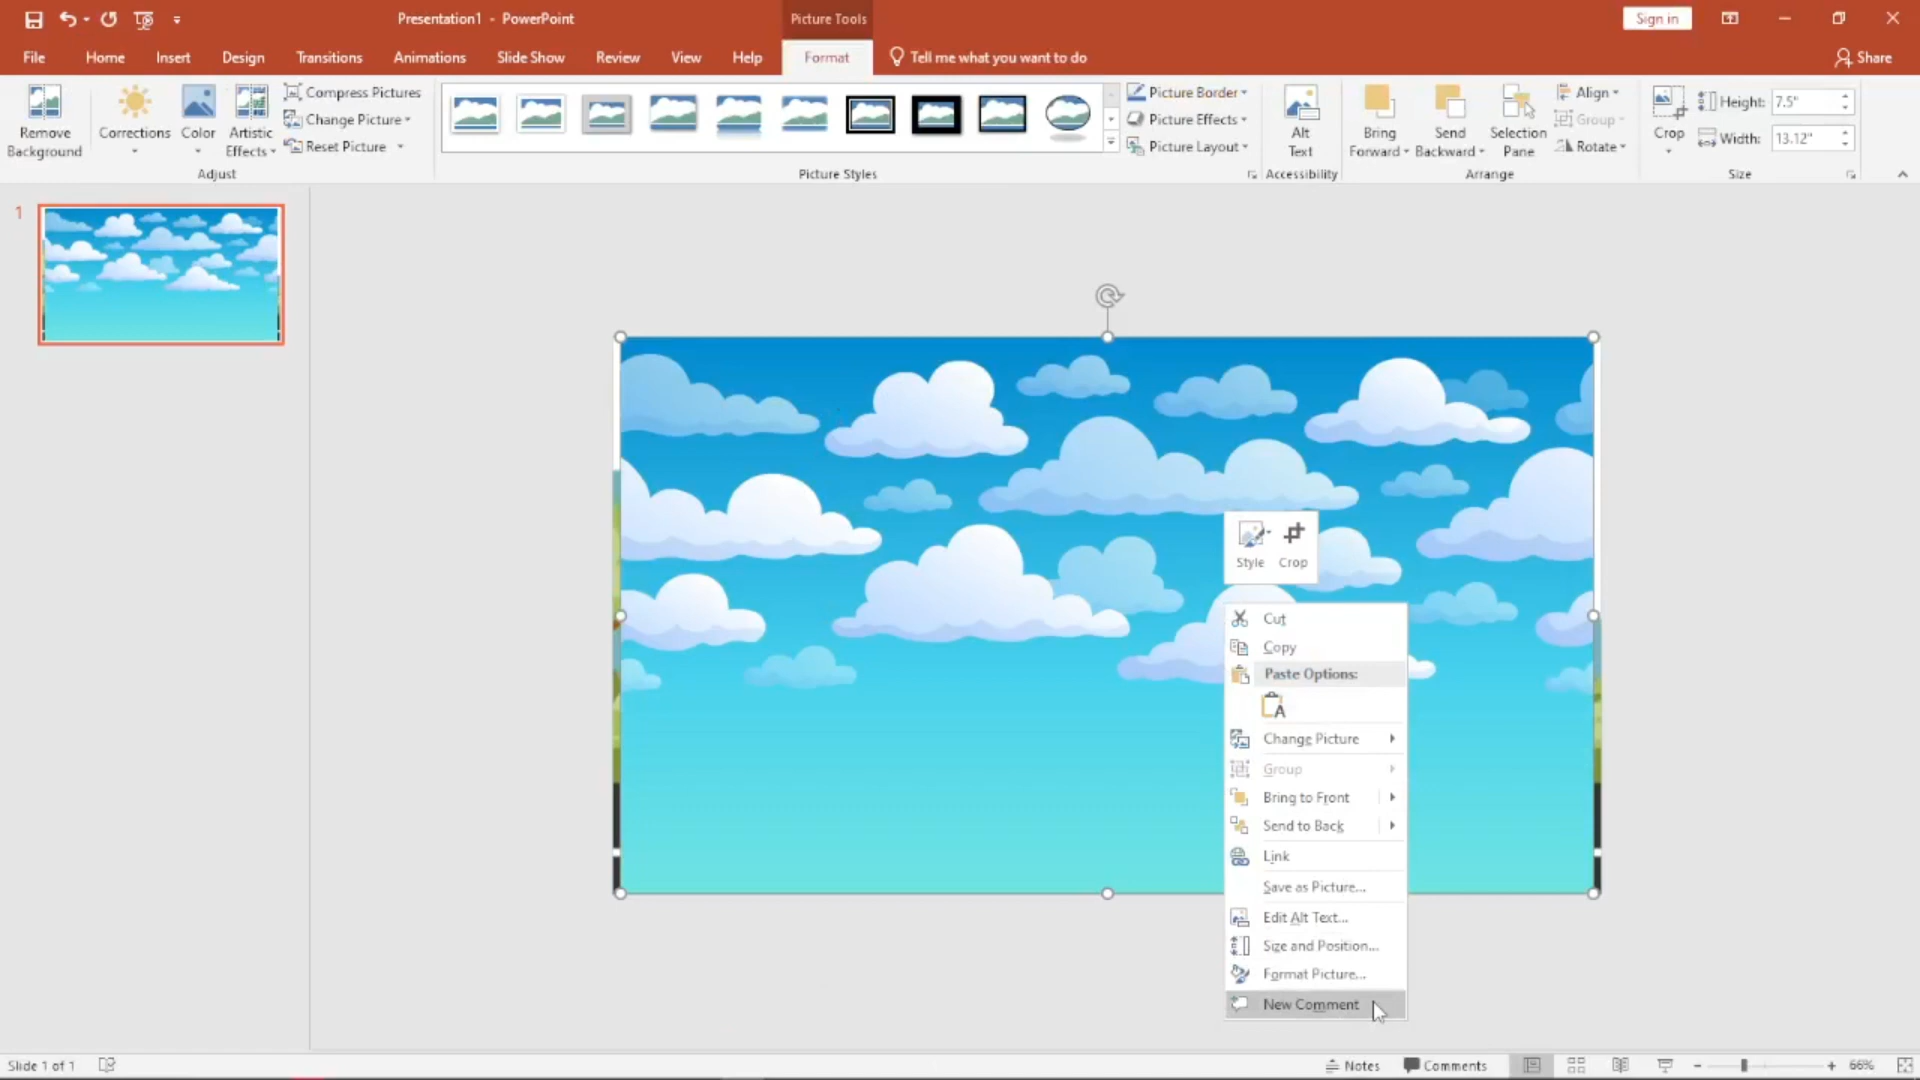 Presentation1 - PowerPoint
Picture Tools
Sign in
File
Home
Insert
Design
Transitions
Animations
Slide Show
Review
View
Help
Format
Tell me what you want to do
Share
Remove
Background
Corrections
Color
Artistic
Effects
Compress Pictures
Change Picture
Reset Picture
Adjust
Picture Styles
Picture Border
Picture Effects
Picture Layout
Alt
Text
Accessibility
Bring
Forward
Send
Backward
Selection
Pane
Align
Group
Rotate
Arrange
Crop
Height: 7.5"
Width: 13.12"
Size
1
Style
Crop
Cut
Copy
Paste Options:
A
Change Picture
Group
Bring to Front
Send to Back
Link
Save as Picture...
Edit Alt Text...
Size and Position...
Format Picture...
New Comment
Slide 1 of 1
Notes
Comments
66%